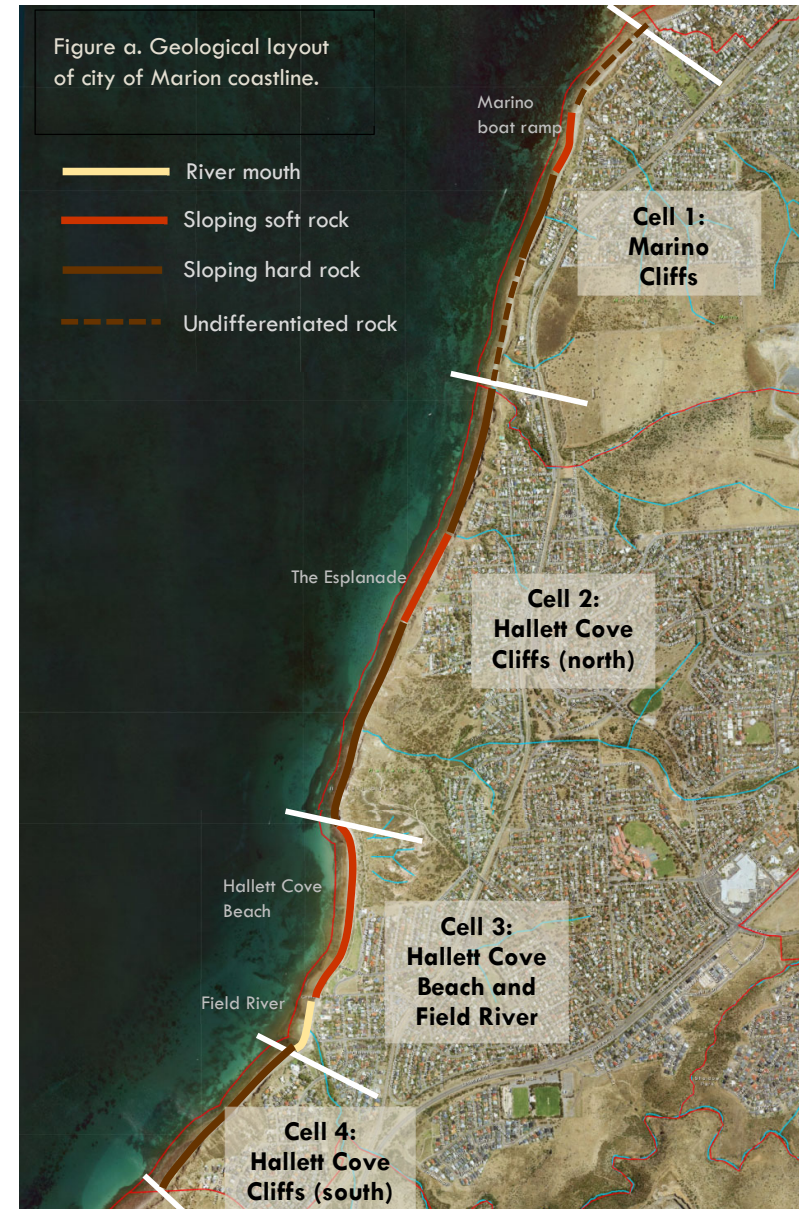 Figure a. Geological layout
of city of Marion coastline.
River mouth
Sloping soft rock
Sloping hard rock
Undifferentiated rock
Marino
boat ramp
Cell 1:
Marino
Cliffs
The Esplanade
Cell 2:
Hallett Cove
Cliffs (north)
Hallett Cove
Beach
Cell 3:
Hallett Cove
Beach and
Field River
Field River
Cell 4:
Hallett Cove
Cliffs (south)